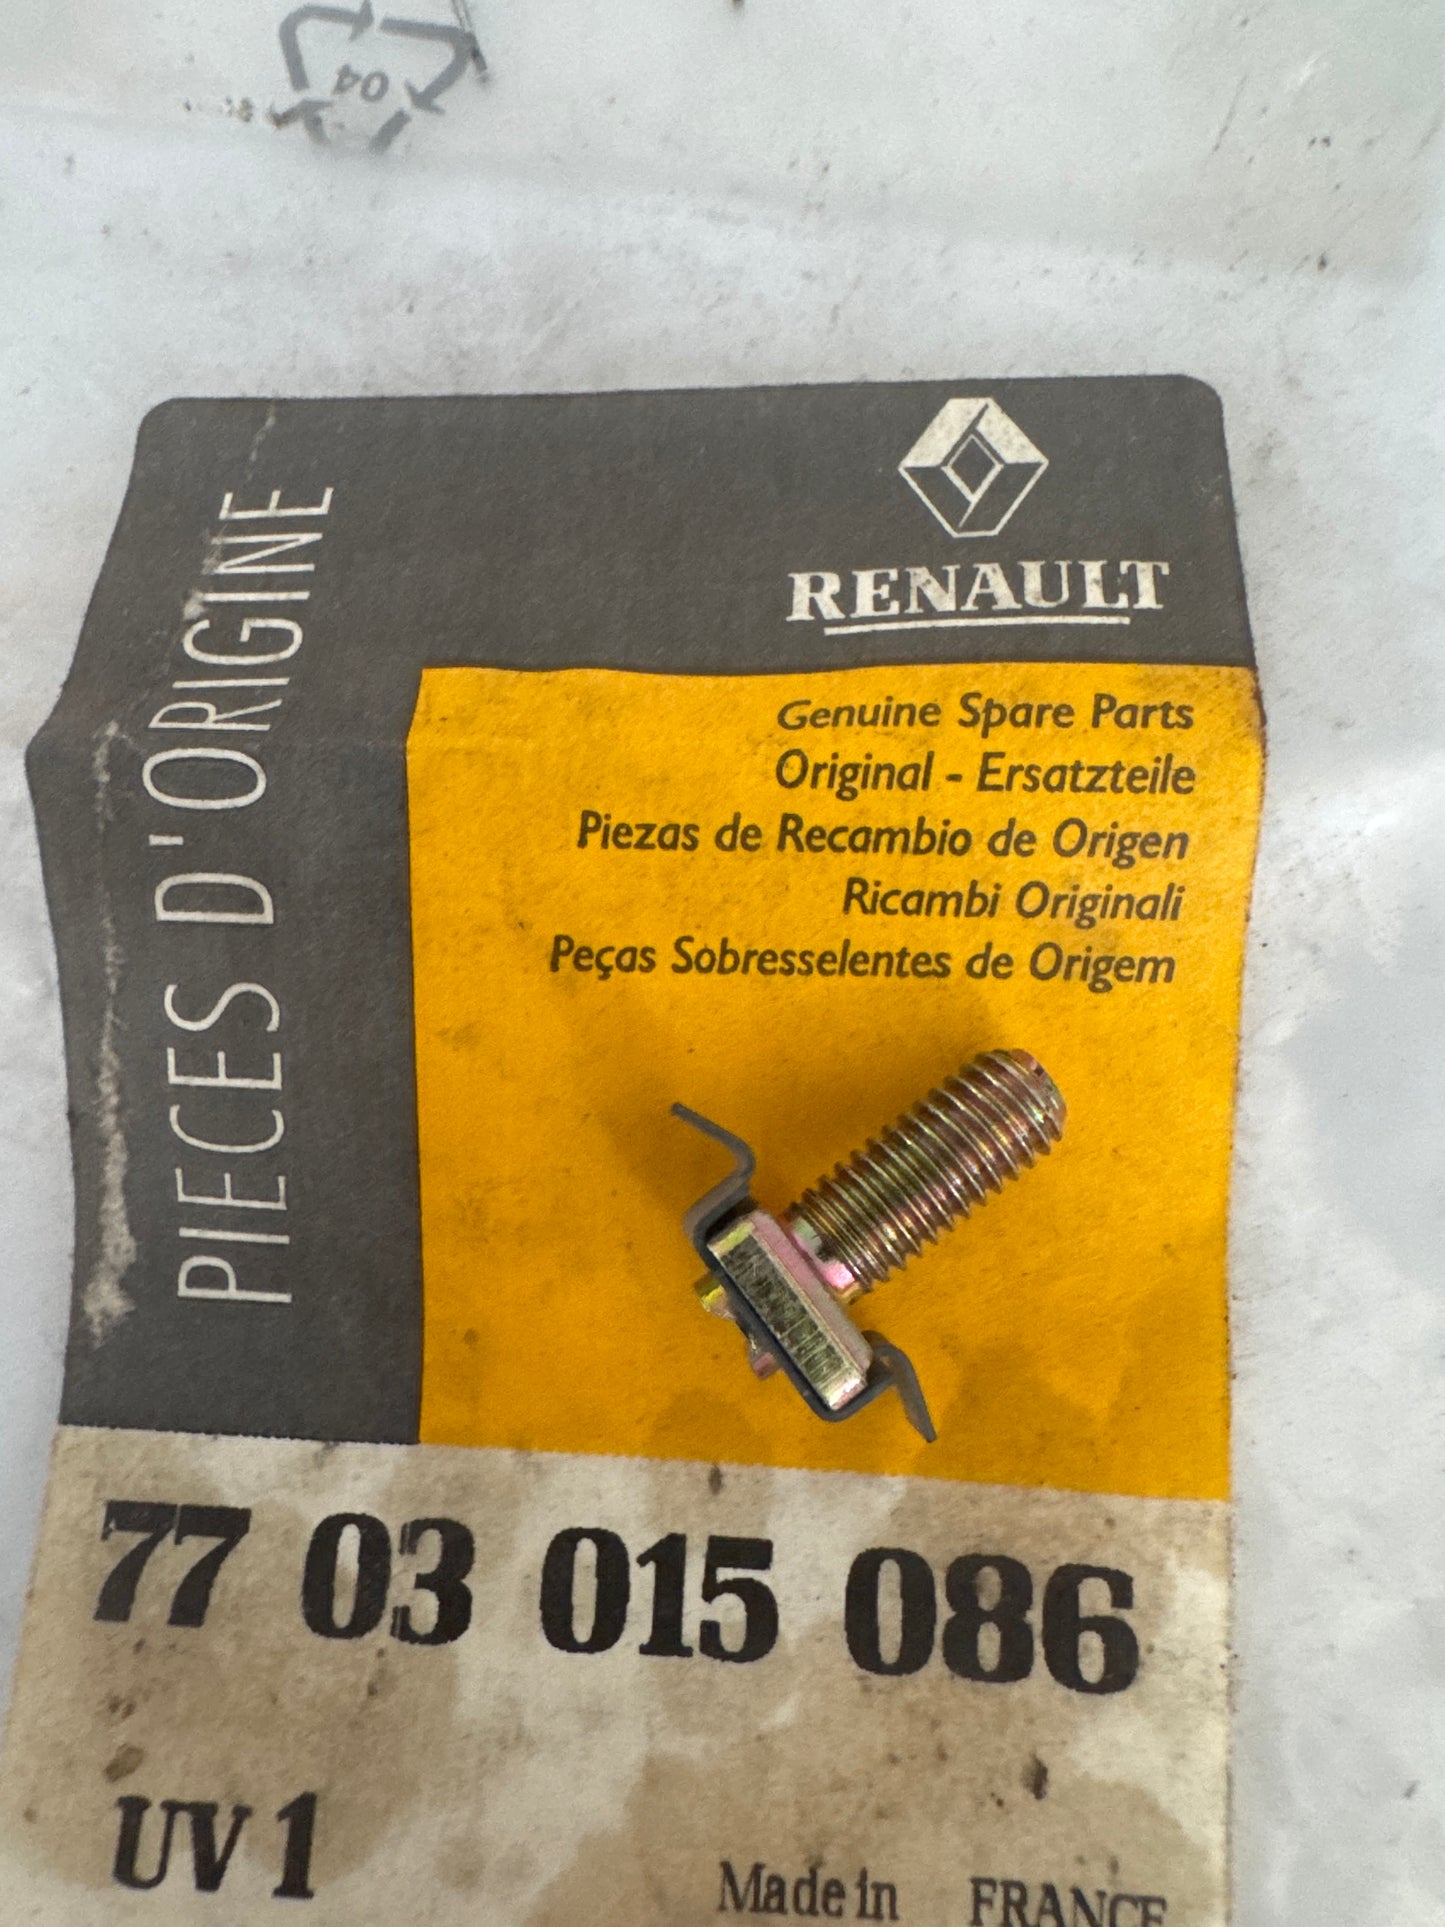 04
PIECES D'ORIGINE
RENAULT
Genuine Spare Parts
Original - Ersatzteile
Piezas de Recambio de Origen
Ricambi Originali
Peças Sobresselentes de Origem
77 03 015 086
UV 1
Made in FRANCE